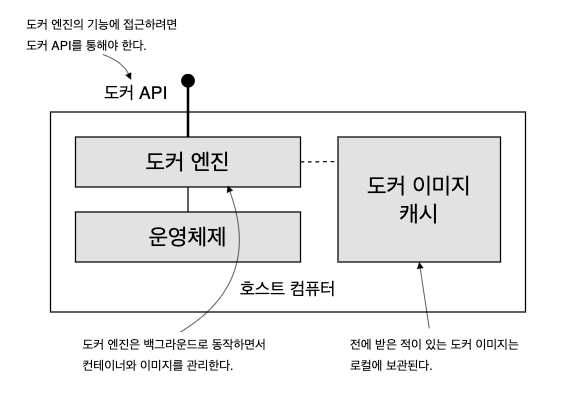 도커 엔진의 기능에 접근하려면
도커 API를 통해야 한다.
도커 API
도커 엔진
도커 이미지
캐시
운영체제
호스트 컴퓨터
도커 엔진은 백그라운드로 동작하면서
컨테이너와 이미지를 관리한다.
전에 받은 적이 있는 도커 이미지는
로컬에 보관된다.